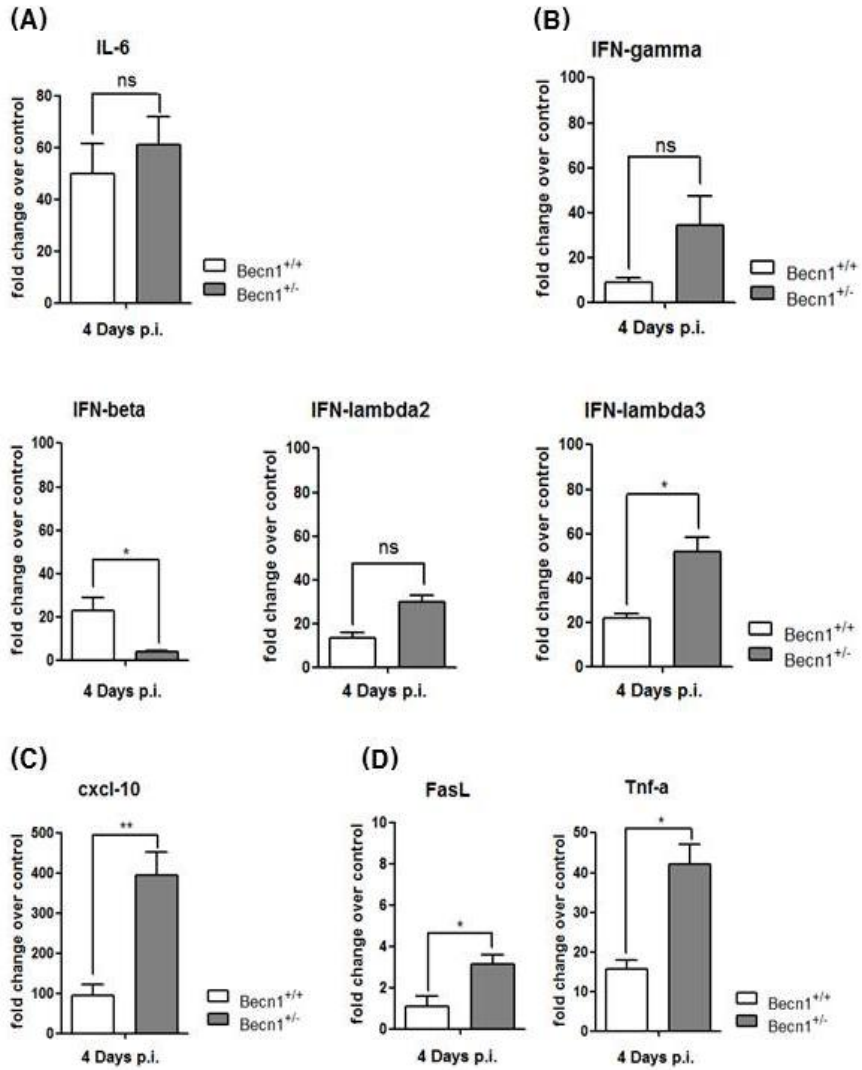 (A)
IL-6
fold change over control
80
60
40
20
0
ns
4 Days p.i.
Becn1+/+
Becn1+/-
(B)
IFN-gamma
fold change over control
100
80
60
40
20
0
ns
4 Days p.i.
Becn1+/+
Becn1+/-
IFN-beta
fold change over control
100
80
60
40
20
0
*
4 Days p.i.
IFN-lambda2
fold change over control
100
80
60
40
20
0
ns
4 Days p.i.
IFN-lambda3
fold change over control
100
80
60
40
20
0
*
4 Days p.i.
Becn1+/+
Becn1+/-
(C)
cxcl-10
fold change over control
500
400
300
200
100
0
**
4 Days p.i.
Becn1+/+
Becn1+/-
(D)
FasL
fold change over control
10
8
6
4
2
0
*
4 Days p.i.
Tnf-a
fold change over control
50
40
30
20
10
0
*
4 Days p.i.
Becn1+/+
Becn1+/-